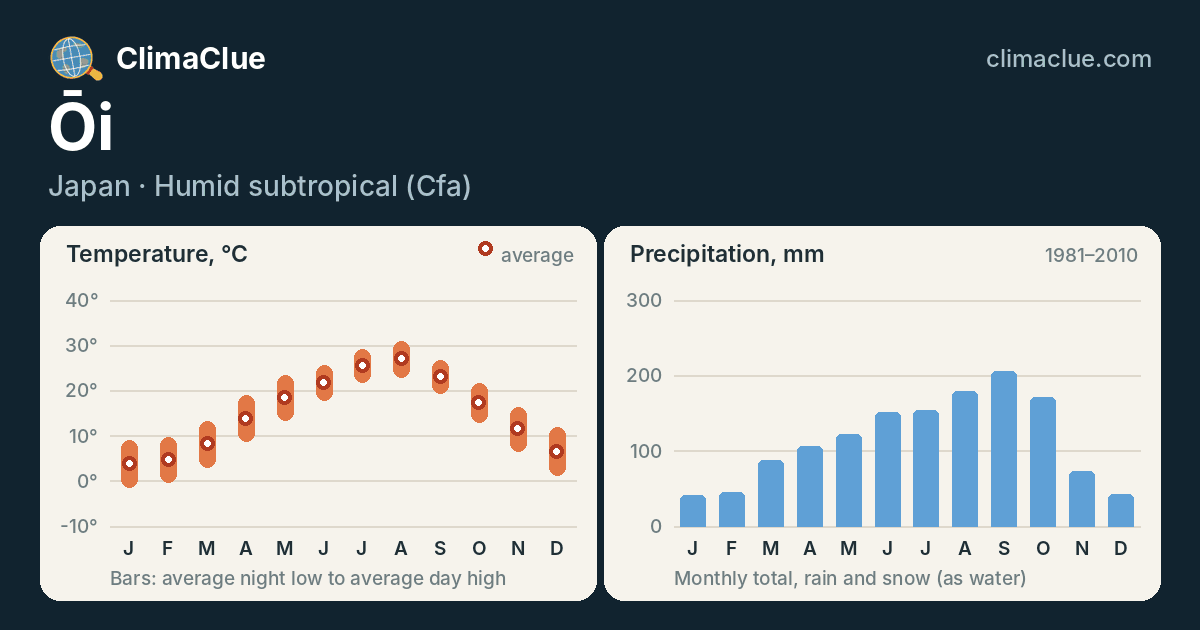 ClimaClue
climaclue.com
Ōi
Japan · Humid subtropical (Cfa)
Temperature, °C
average
40°
30°
20°
10°
0°
-10°
J F M A M J J A S O N D
Bars: average night low to average day high
Precipitation, mm
1981–2010
300
200
100
0
J F M A M J J A S O N D
Monthly total, rain and snow (as water)